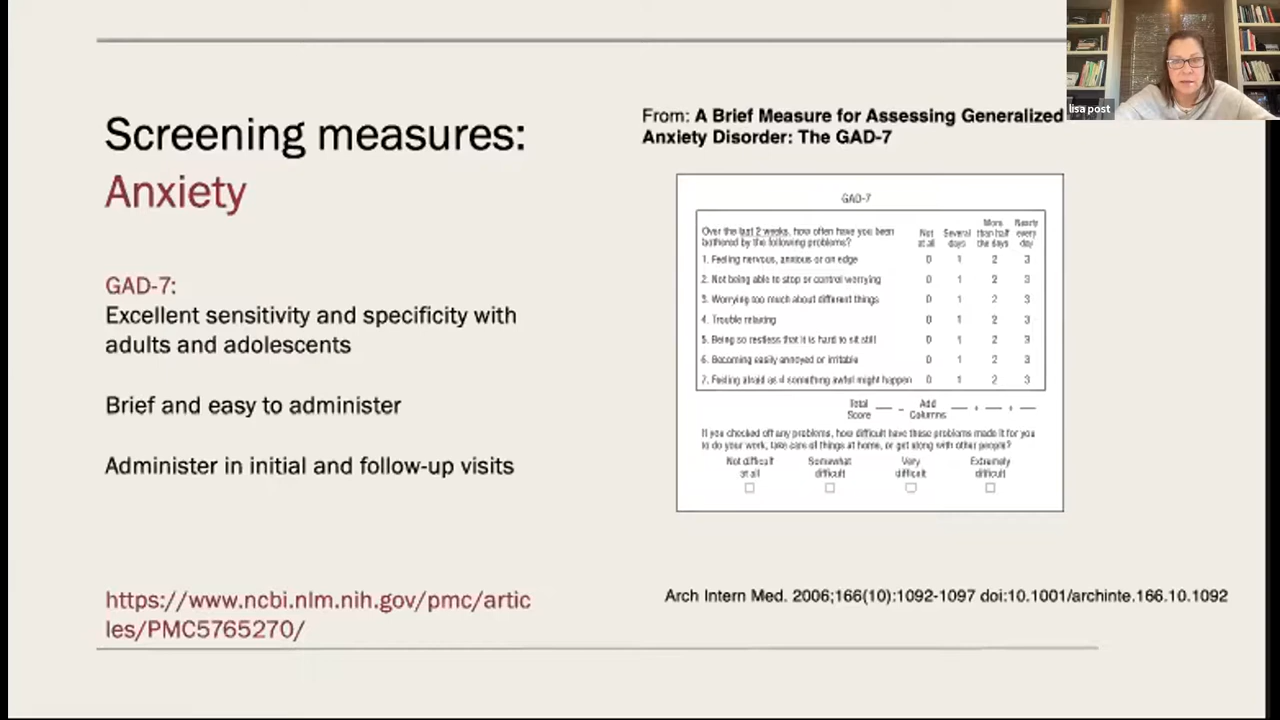 Screening measures:
Anxiety
GAD-7:
Excellent sensitivity and specificity with
adults and adolescents
Brief and easy to administer
Administer in initial and follow-up visits
https://www.ncbi.nlm.nih.gov/pmc/artic
les/PMC5765270/
From: A Brief Measure for Assessing Generalized
Anxiety Disorder: The GAD-7
GAD-7
Over the last 2 weeks, how often have you been
bothered by the following problems?
Not at all
Several days
More than half the days
Nearly every day
1. Feeling nervous, anxious or on edge 0 1 2 3
2. Not being able to stop or control worrying 0 1 2 3
3. Worrying too much about different things 0 1 2 3
4. Trouble relaxing 0 1 2 3
5. Being so restless that it is hard to sit still 0 1 2 3
6. Becoming easily annoyed or irritable 0 1 2 3
7. Feeling afraid as if something awful might happen 0 1 2 3
Total Score = Add Columns + + 
If you checked off any problems, how difficult have these problems made it for you
to do your work, take care of things at home, or get along with other people?
Not difficult at all
Somewhat difficult
Very difficult
Extremely difficult
Arch Intern Med. 2006;166(10):1092-1097 doi:10.1001/archinte.166.10.1092
lisa post